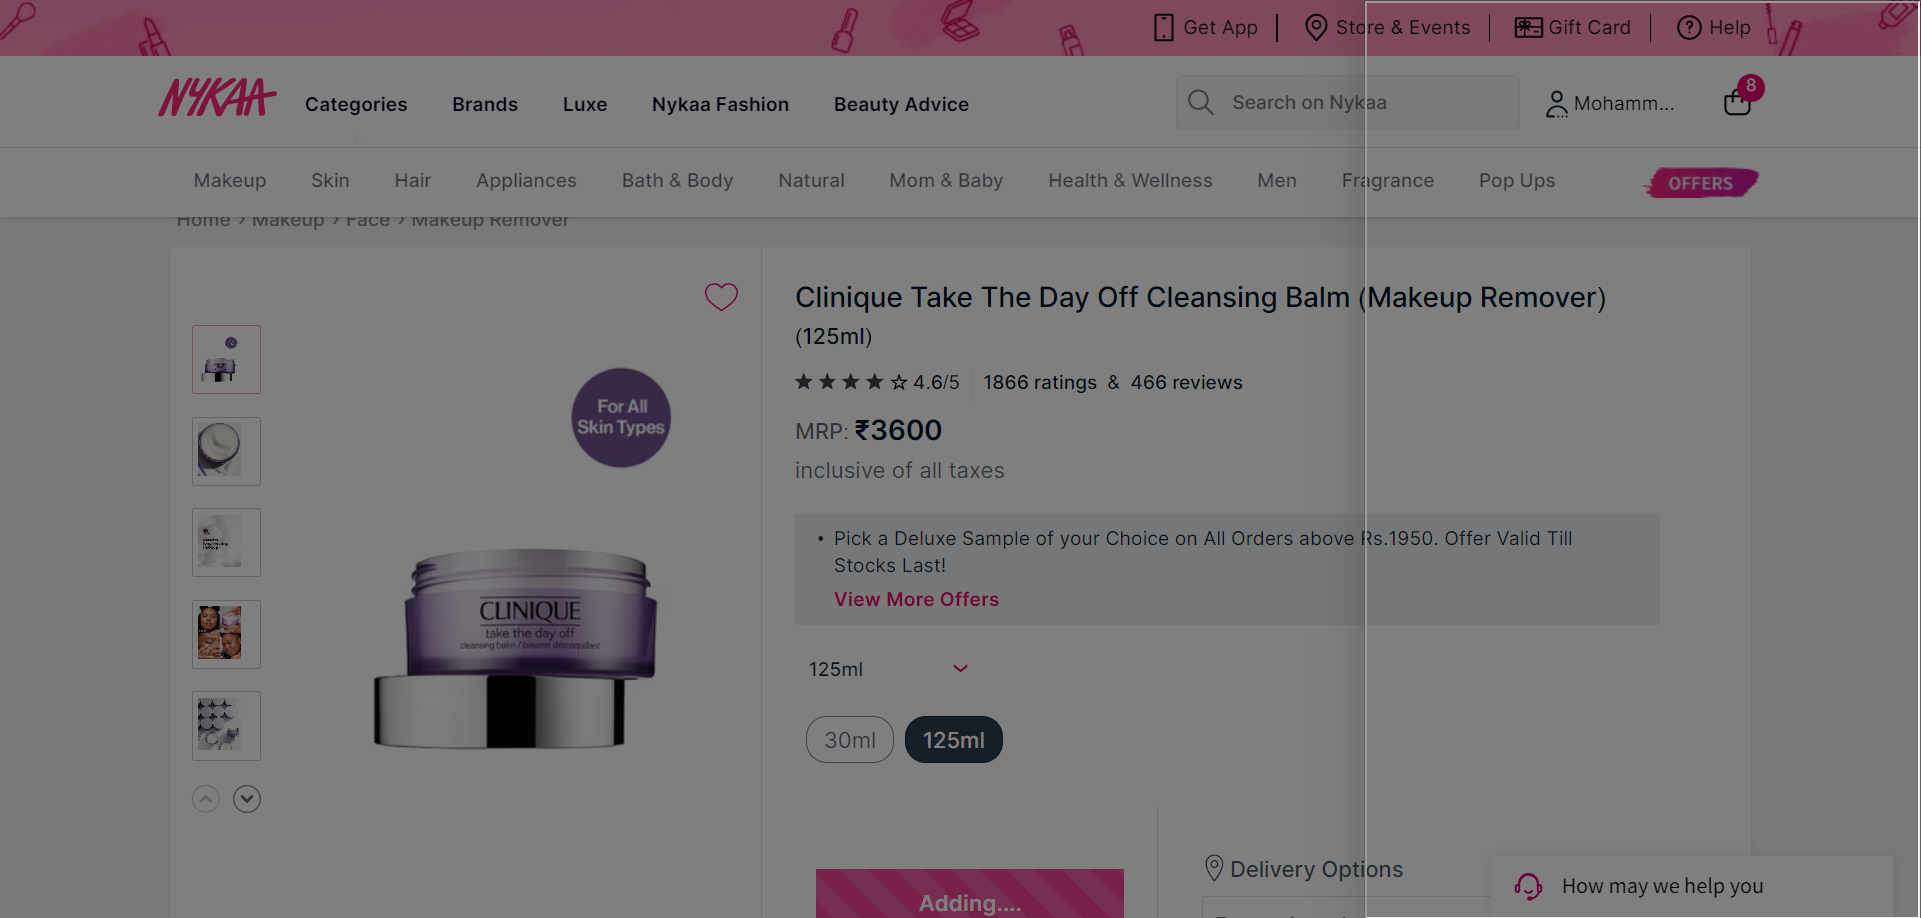 Get App
Store & Events
Gift Card
Help
NYKAA
Categories
Brands
Luxe
Nykaa Fashion
Beauty Advice
Search on Nykaa
Mohamm...
8
Makeup
Skin
Hair
Appliances
Bath & Body
Natural
Mom & Baby
Health & Wellness
Men
Fragrance
Pop Ups
OFFERS
Home › Makeup › Face › Makeup Remover
For All
Skin Types
CLINIQUE
take the day off
cleansing balm / baume démaquillant
Clinique Take The Day Off Cleansing Balm (Makeup Remover)
(125ml)
4.6/5
1866 ratings & 466 reviews
MRP: ₹3600
inclusive of all taxes
• Pick a Deluxe Sample of your Choice on All Orders above Rs.1950. Offer Valid Till
Stocks Last!
View More Offers
125ml
30ml
125ml
Adding....
Delivery Options
How may we help you